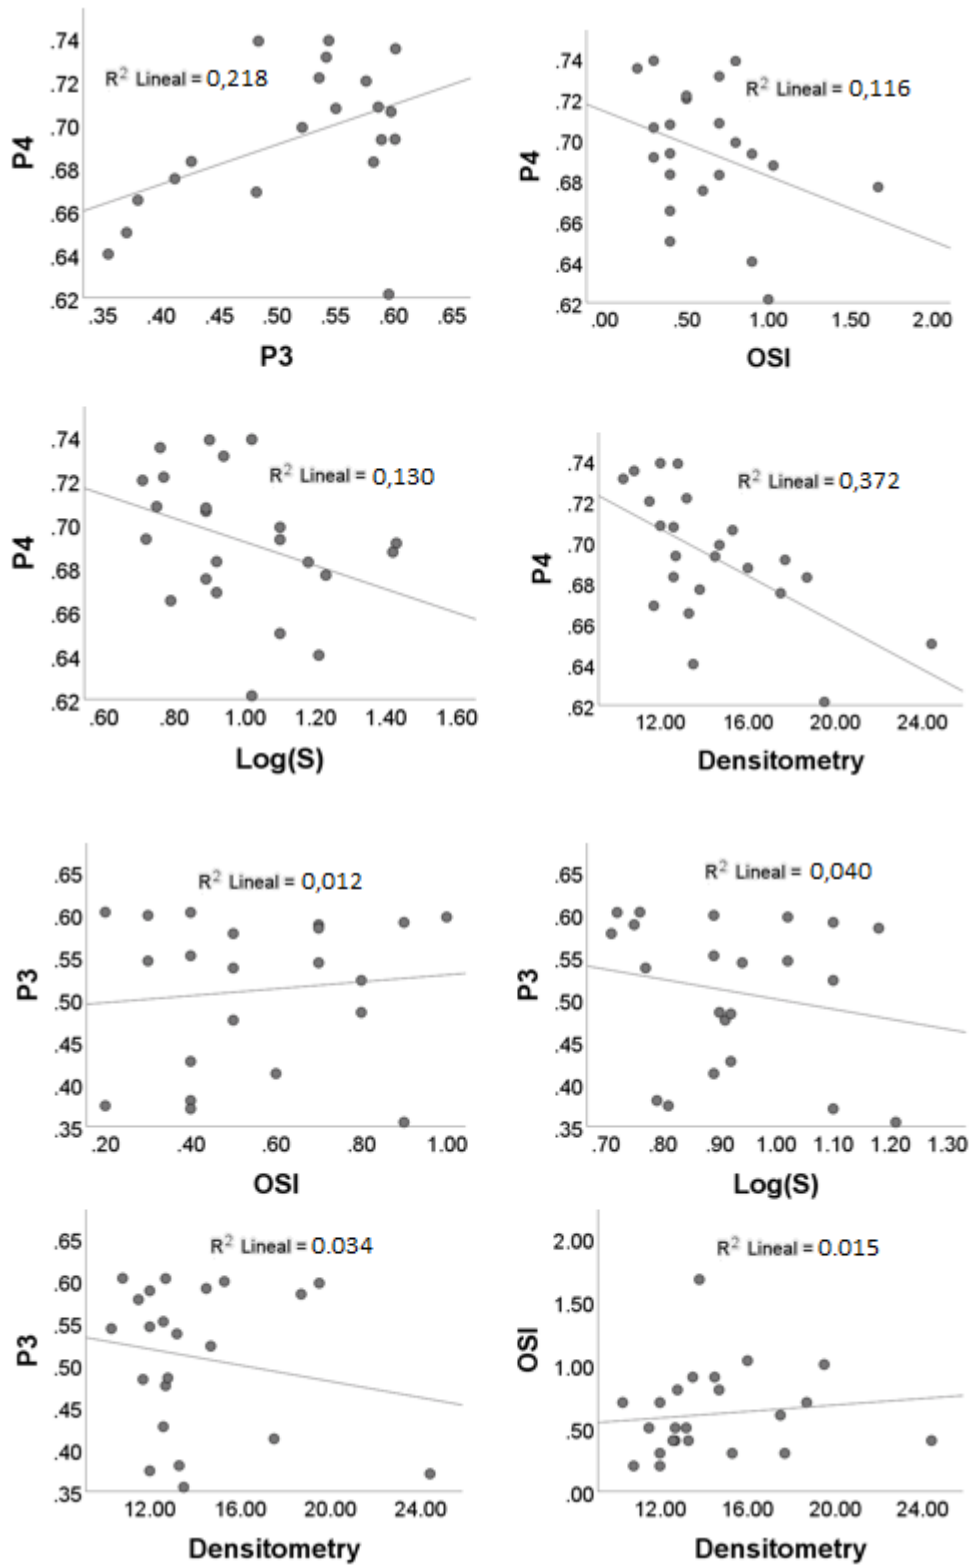 .74
.72
.70
.68
.66
.64
.62
P4
R² Lineal = 0,218
.35 .40 .45 .50 .55 .60 .65
P3
.74
.72
.70
.68
.66
.64
.62
P4
R² Lineal = 0,116
.00 .50 1.00 1.50 2.00
OSI
.74
.72
.70
.68
.66
.64
.62
P4
R² Lineal = 0,130
.60 .80 1.00 1.20 1.40 1.60
Log(S)
.74
.72
.70
.68
.66
.64
.62
P4
R² Lineal = 0,372
12.00 16.00 20.00 24.00
Densitometry
.65
.60
.55
.50
.45
.40
.35
P3
R² Lineal = 0,012
.20 .40 .60 .80 1.00
OSI
.65
.60
.55
.50
.45
.40
.35
P3
R² Lineal = 0,040
.70 .80 .90 1.00 1.10 1.20 1.30
Log(S)
.65
.60
.55
.50
.45
.40
.35
P3
R² Lineal = 0.034
12.00 16.00 20.00 24.00
Densitometry
2.00
1.50
1.00
.50
.00
OSI
R² Lineal = 0.015
12.00 16.00 20.00 24.00
Densitometry